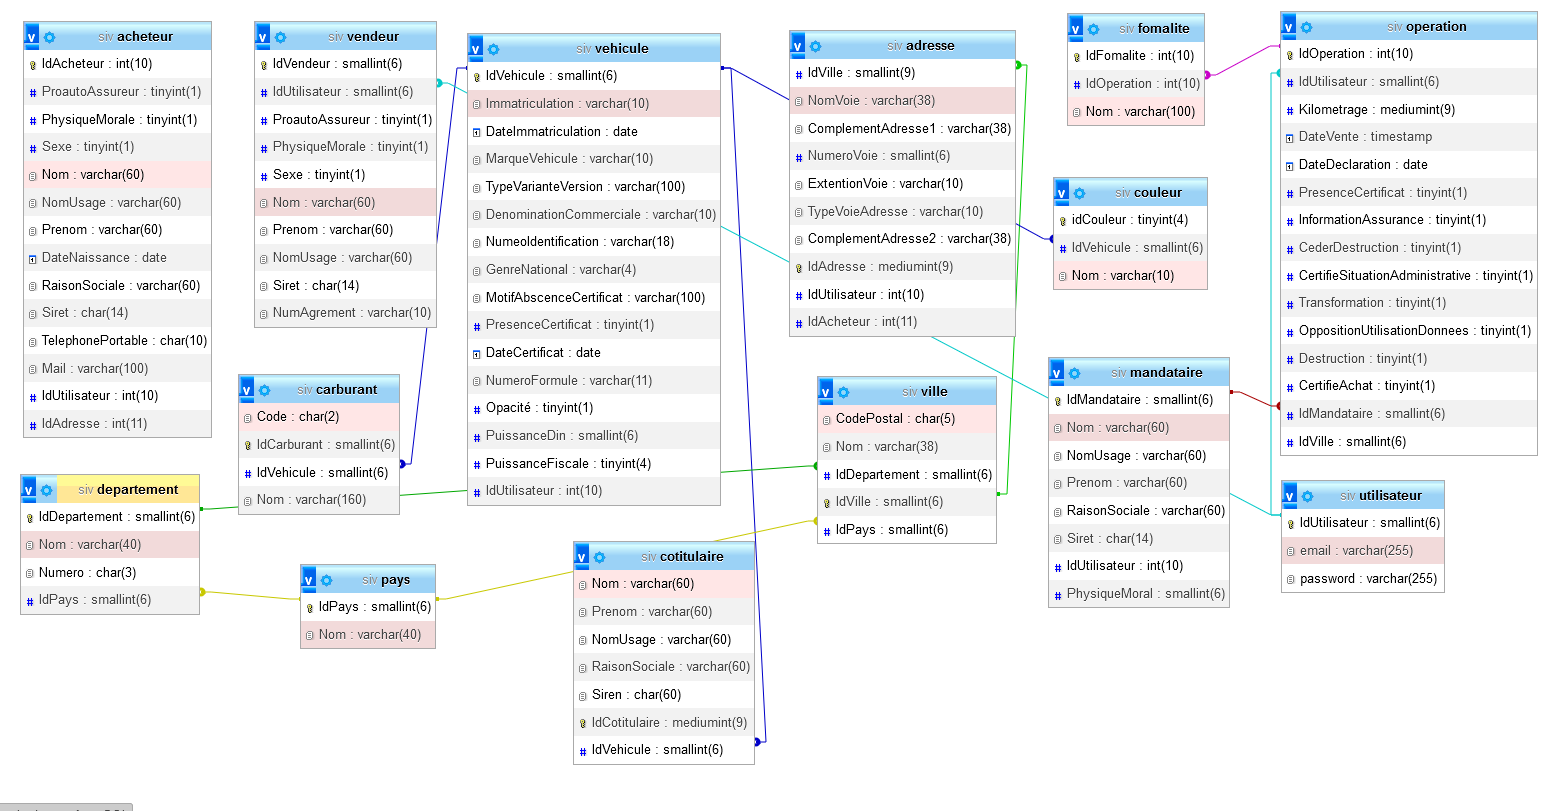 siv acheteur
IdAcheteur : int(10)
ProautoAssureur : tinyint(1)
PhysiqueMorale : tinyint(1)
Sexe : tinyint(1)
Nom : varchar(60)
NomUsage : varchar(60)
Prenom : varchar(60)
DateNaissance : date
RaisonSociale : varchar(60)
Siret : char(14)
TelephonePortable : char(10)
Mail : varchar(100)
IdUtilisateur : int(10)
IdAdresse : int(11)
siv vendeur
IdVendeur : smallint(6)
IdUtilisateur : smallint(6)
ProautoAssureur : tinyint(1)
PhysiqueMorale : tinyint(1)
Sexe : tinyint(1)
Nom : varchar(60)
Prenom : varchar(60)
NomUsage : varchar(60)
Siret : char(14)
NumAgrement : varchar(10)
siv vehicule
IdVehicule : smallint(6)
Immatriculation : varchar(10)
DateImmatriculation : date
MarqueVehicule : varchar(10)
TypeVarianteVersion : varchar(100)
DenominationCommerciale : varchar(10)
NumeoIdentification : varchar(18)
GenreNational : varchar(4)
MotifAbscenceCertificat : varchar(100)
PresenceCertificat : tinyint(1)
DateCertificat : date
NumeroFormule : varchar(11)
Opacité : tinyint(1)
PuissanceDin : smallint(6)
PuissanceFiscale : tinyint(4)
IdUtilisateur : int(10)
siv adresse
IdVille : smallint(9)
NomVoie : varchar(38)
ComplementAdresse1 : varchar(38)
NumeroVoie : smallint(6)
ExtentionVoie : varchar(10)
TypeVoieAdresse : varchar(10)
ComplementAdresse2 : varchar(38)
IdAdresse : mediumint(9)
IdUtilisateur : int(10)
IdAcheteur : int(11)
siv fomalite
IdFomalite : int(10)
IdOperation : int(10)
Nom : varchar(100)
siv couleur
idCouleur : tinyint(4)
IdVehicule : smallint(6)
Nom : varchar(10)
siv operation
IdOperation : int(10)
IdUtilisateur : smallint(6)
Kilometrage : mediumint(9)
DateVente : timestamp
DateDeclaration : date
PresenceCertificat : tinyint(1)
InformationAssurance : tinyint(1)
CederDestruction : tinyint(1)
CertifieSituationAdministrative : tinyint(1)
Transformation : tinyint(1)
OppositionUtilisationDonnees : tinyint(1)
Destruction : tinyint(1)
CertifieAchat : tinyint(1)
IdMandataire : smallint(6)
IdVille : smallint(6)
siv carburant
Code : char(2)
IdCarburant : smallint(6)
IdVehicule : smallint(6)
Nom : varchar(160)
siv ville
CodePostal : char(5)
Nom : varchar(38)
IdDepartement : smallint(6)
IdVille : smallint(6)
IdPays : smallint(6)
siv mandataire
IdMandataire : smallint(6)
Nom : varchar(60)
NomUsage : varchar(60)
Prenom : varchar(60)
RaisonSociale : varchar(60)
Siret : char(14)
IdUtilisateur : int(10)
PhysiqueMoral : smallint(6)
siv departement
IdDepartement : smallint(6)
Nom : varchar(40)
Numero : char(3)
IdPays : smallint(6)
siv pays
IdPays : smallint(6)
Nom : varchar(40)
siv cotitulaire
Nom : varchar(60)
Prenom : varchar(60)
NomUsage : varchar(60)
RaisonSociale : varchar(60)
Siren : char(60)
IdCotitulaire : mediumint(9)
IdVehicule : smallint(6)
siv utilisateur
IdUtilisateur : smallint(6)
email : varchar(255)
password : varchar(255)